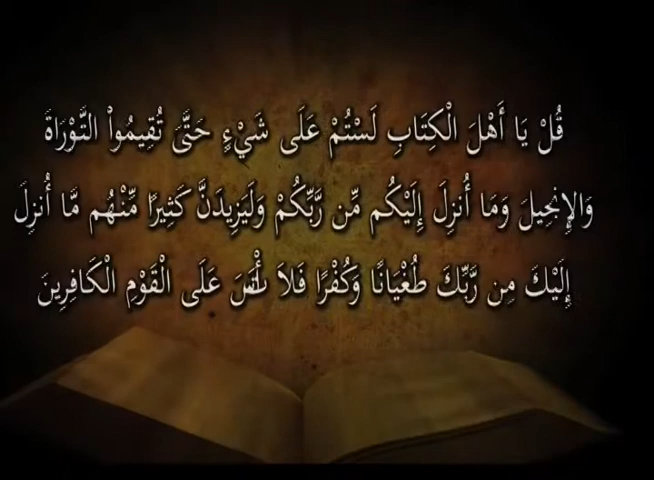 قُلْ يَا أَهْلَ الْكِتَابِ لَسْتُمْ عَلَى شَيْءٍ حَتَّىَ تُقِيمُواْ التَّوْرَاةَ
وَالإِنجِيلَ وَمَا أُنزِلَ إِلَيْكُم مِّن رَّبِّكُمْ وَلَيَزِيدَنَّ كَثِيرًا مِّنْهُم مَّا أُنزِلَ
إِلَيْكَ مِن رَّبِّكَ طُغْيَانًا وَكُفْرًا فَلاَ تَأْسَ عَلَى الْقَوْمِ الْكَافِرِينَ